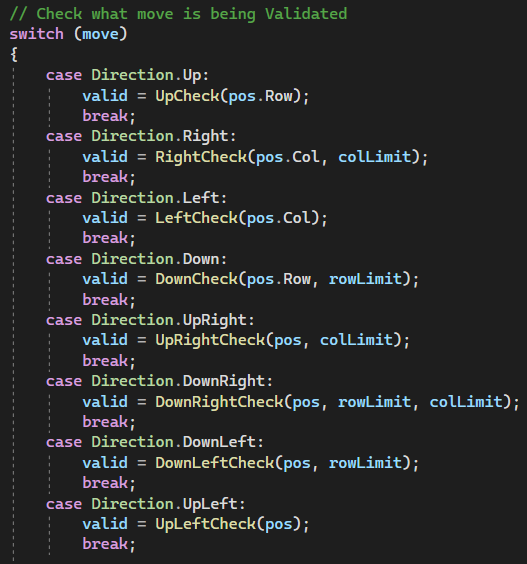 // Check what move is being Validated
switch (move)
{
case Direction.Up:
valid = UpCheck(pos.Row);
break;
case Direction.Right:
valid = RightCheck(pos.Col, colLimit);
break;
case Direction.Left:
valid = LeftCheck(pos.Col);
break;
case Direction.Down:
valid = DownCheck(pos.Row, rowLimit);
break;
case Direction.UpRight:
valid = UpRightCheck(pos, colLimit);
break;
case Direction.DownRight:
valid = DownRightCheck(pos, rowLimit, colLimit);
break;
case Direction.DownLeft:
valid = DownLeftCheck(pos, rowLimit);
break;
case Direction.UpLeft:
valid = UpLeftCheck(pos);
break;